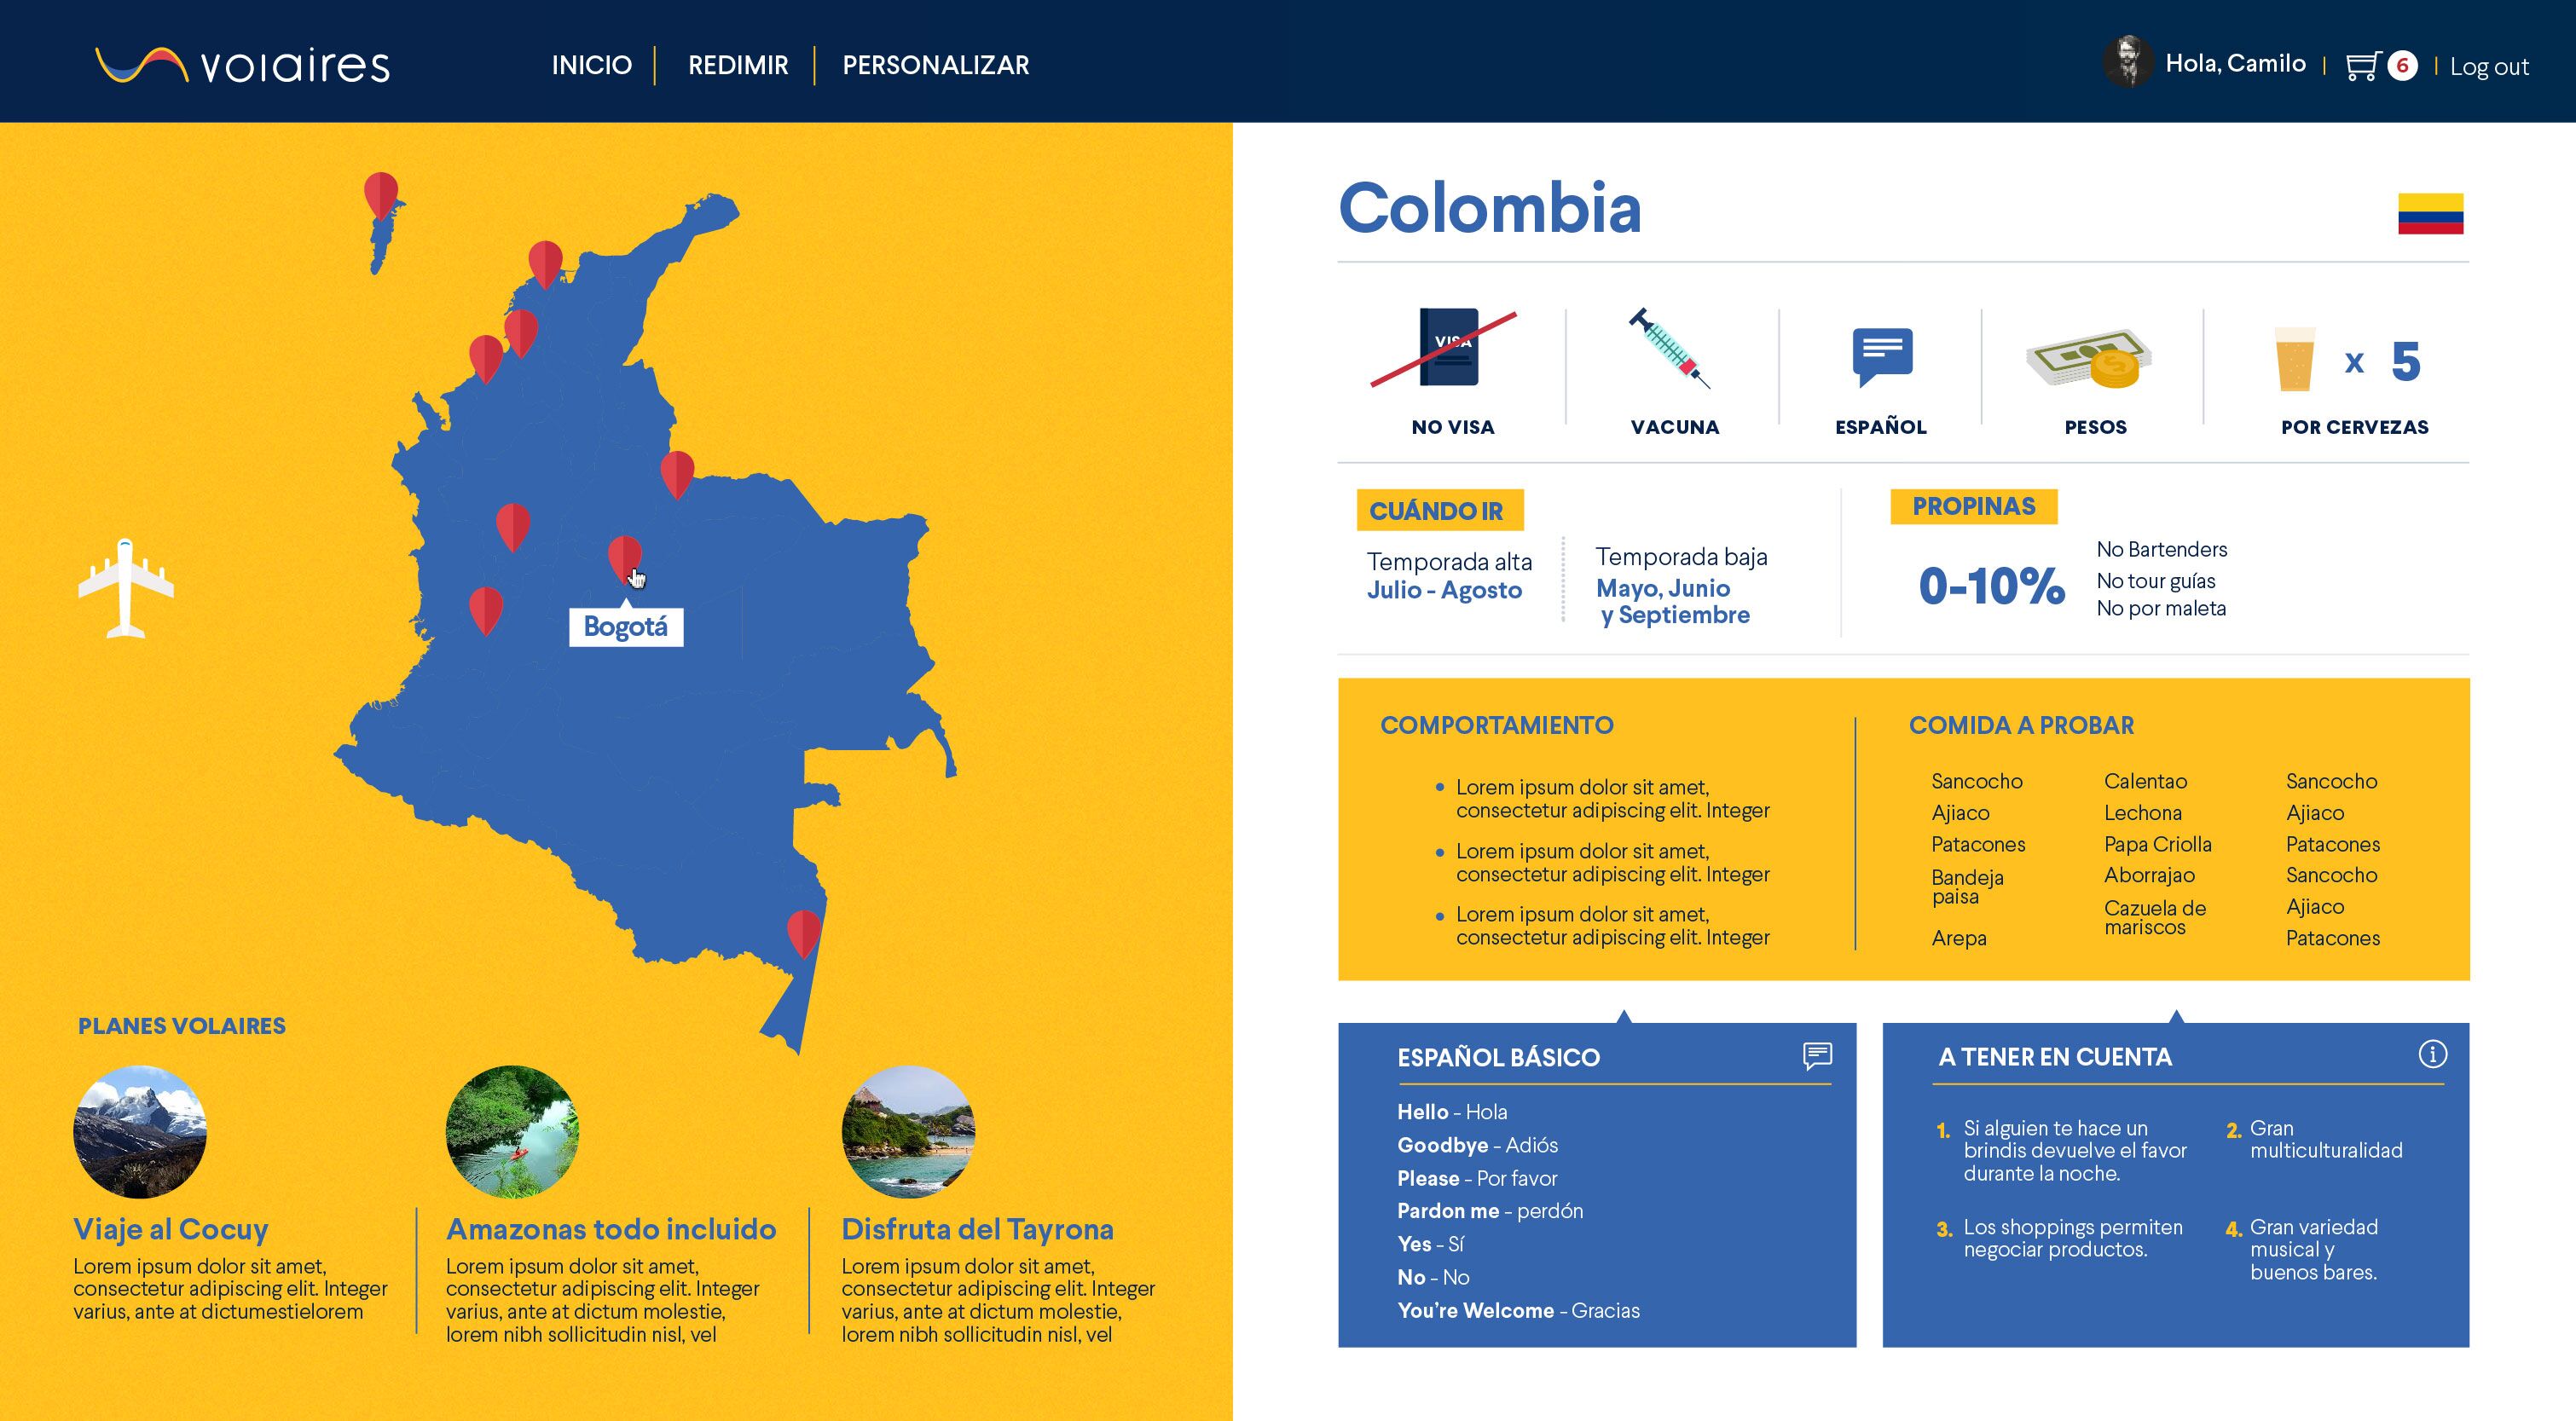 volaires
INICIO
REDIMIR
PERSONALIZAR
Hola, Camilo
6
Log out
Bogotá
PLANES VOLAIRES
Viaje al Cocuy
Lorem ipsum dolor sit amet,
consectetur adipiscing elit. Integer
varius, ante at dictumestielorem
Amazonas todo incluido
Lorem ipsum dolor sit amet,
consectetur adipiscing elit. Integer
varius, ante at dictum molestie,
lorem nibh sollicitudin nisl, vel
Disfruta del Tayrona
Lorem ipsum dolor sit amet,
consectetur adipiscing elit. Integer
varius, ante at dictum molestie,
lorem nibh sollicitudin nisl, vel
Colombia
VISA
NO VISA
VACUNA
ESPAÑOL
PESOS
x 5
POR CERVEZAS
CUÁNDO IR
Temporada alta
Julio - Agosto
Temporada baja
Mayo, Junio
y Septiembre
PROPINAS
0-10%
No Bartenders
No tour guías
No por maleta
COMPORTAMIENTO
• Lorem ipsum dolor sit amet,
consectetur adipiscing elit. Integer
• Lorem ipsum dolor sit amet,
consectetur adipiscing elit. Integer
• Lorem ipsum dolor sit amet,
consectetur adipiscing elit. Integer
COMIDA A PROBAR
Sancocho
Ajiaco
Patacones
Bandeja
paisa
Arepa
Calentao
Lechona
Papa Criolla
Aborrajao
Cazuela de
mariscos
Sancocho
Ajiaco
Patacones
Sancocho
Ajiaco
Patacones
ESPAÑOL BÁSICO
Hello - Hola
Goodbye - Adiós
Please - Por favor
Pardon me - perdón
Yes - Sí
No - No
You're Welcome - Gracias
A TENER EN CUENTA
1. Si alguien te hace un
brindis devuelve el favor
durante la noche.
2. Gran
multiculturalidad
3. Los shoppings permiten
negociar productos.
4. Gran variedad
musical y
buenos bares.